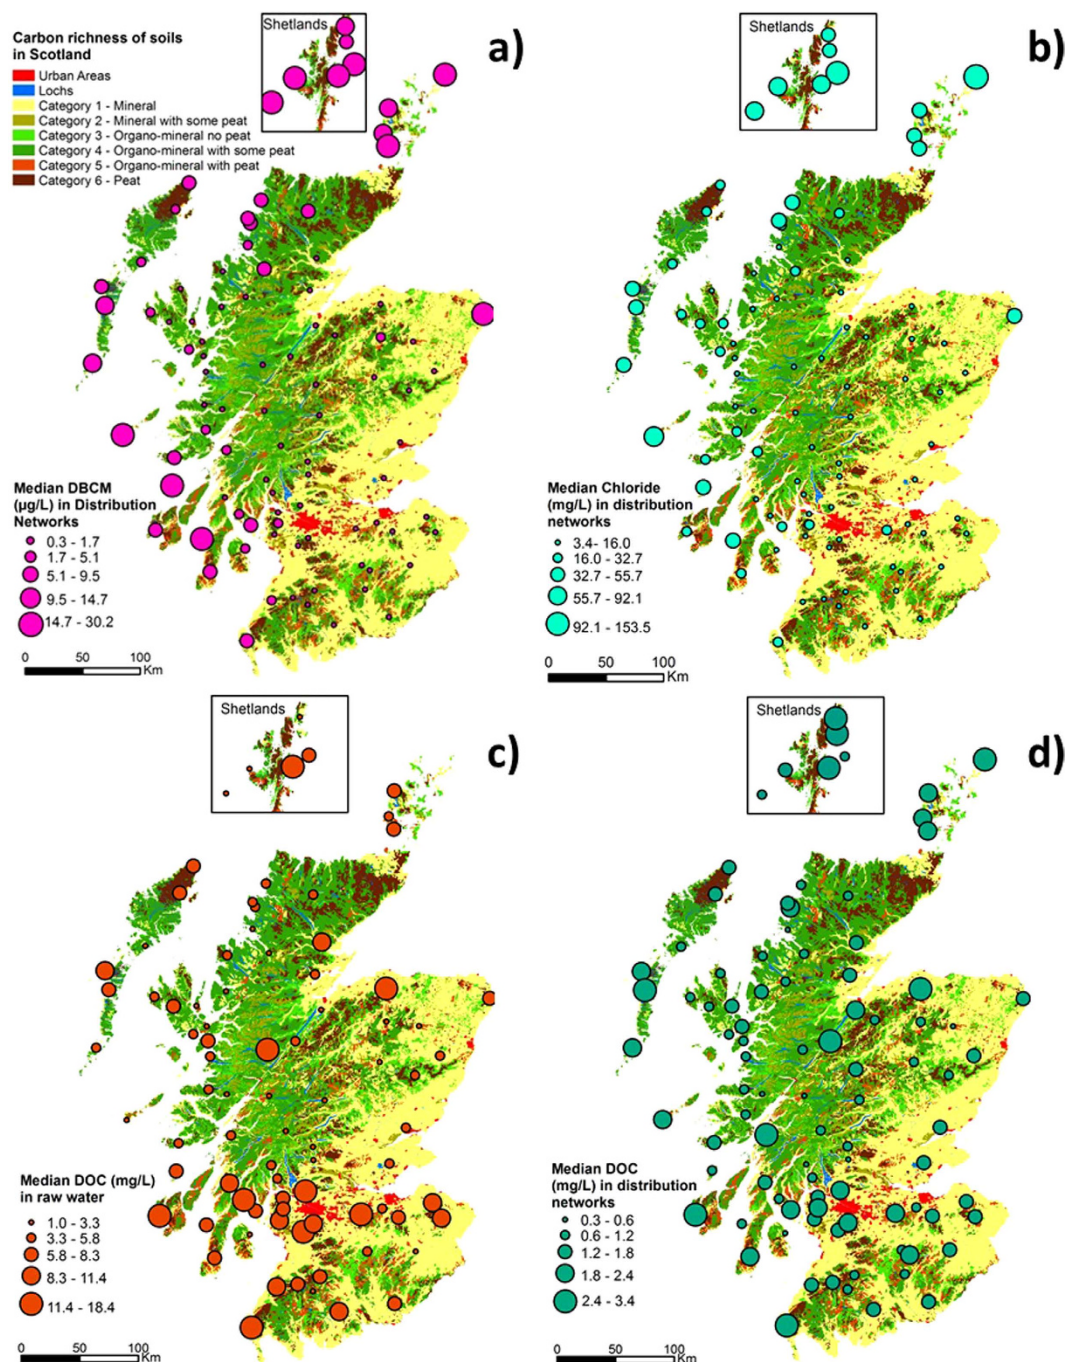 Carbon richness of soils
in Scotland
Urban Areas
Lochs
Category 1 - Mineral
Category 2 - Mineral with some peat
Category 3 - Organo-mineral no peat
Category 4 - Organo-mineral with some peat
Category 5 - Organo-mineral with peat
Category 6 - Peat
Shetlands
a)
Median DBCM
(µg/L) in Distribution
Networks
0.3 - 1.7
1.7 - 5.1
5.1 - 9.5
9.5 - 14.7
14.7 - 30.2
0 50 100
Km
Shetlands
b)
Median Chloride
(mg/L) in distribution
networks
3.4- 16.0
16.0 - 32.7
32.7 - 55.7
55.7 - 92.1
92.1 - 153.5
0 50 100
Km
Shetlands
c)
Median DOC (mg/L)
in raw water
1.0 - 3.3
3.3 - 5.8
5.8 - 8.3
8.3 - 11.4
11.4 - 18.4
0 50 100
Km
Shetlands
d)
Median DOC
(mg/L) in distribution
networks
0.3 - 0.6
0.6 - 1.2
1.2 - 1.8
1.8 - 2.4
2.4 - 3.4
0 50 100
Km